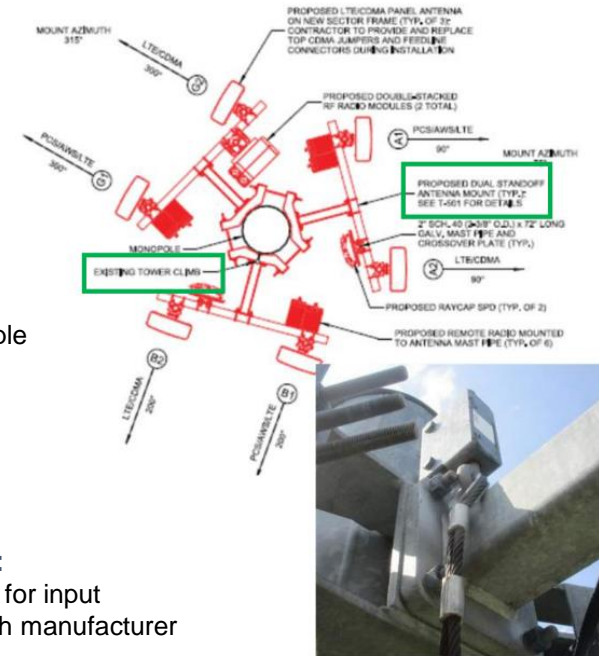 PROPOSED LTE/CDMA PANEL ANTENNA
ON NEW SECTOR FRAME (TYP. OF 3);
CONTRACTOR TO PROVIDE AND REPLACE
TOP CDMA JUMPERS AND FEEDLINE
CONNECTORS DURING INSTALLATION
MOUNT AZIMUTH
315°
LTE/CDMA
300°
G2
PROPOSED DOUBLE-STACKED
RF RADIO MODULES (2 TOTAL)
A1
PCS/AWS/LTE
90°
MOUNT AZIMUTH
PCS/AWS/LTE
300°
G1
PROPOSED DUAL STANDOFF
ANTENNA MOUNT (TYP.);
SEE T-501 FOR DETAILS
2" SCH. 40 (2-3/8" O.D.) x 72" LONG
GALV. MAST PIPE AND
CROSSOVER PLATE (TYP.)
MONOPOLE
EXISTING TOWER CLIMB
A2
LTE/CDMA
90°
PROPOSED RAYCAP SPD (TYP. OF 2)
PROPOSED REMOTE RADIO MOUNTED
TO ANTENNA MAST PIPE (TYP. OF 6)
B2
LTE/CDMA
200°
B1
PCS/AWS/LTE
200°
ole
:
for input
h manufacturer